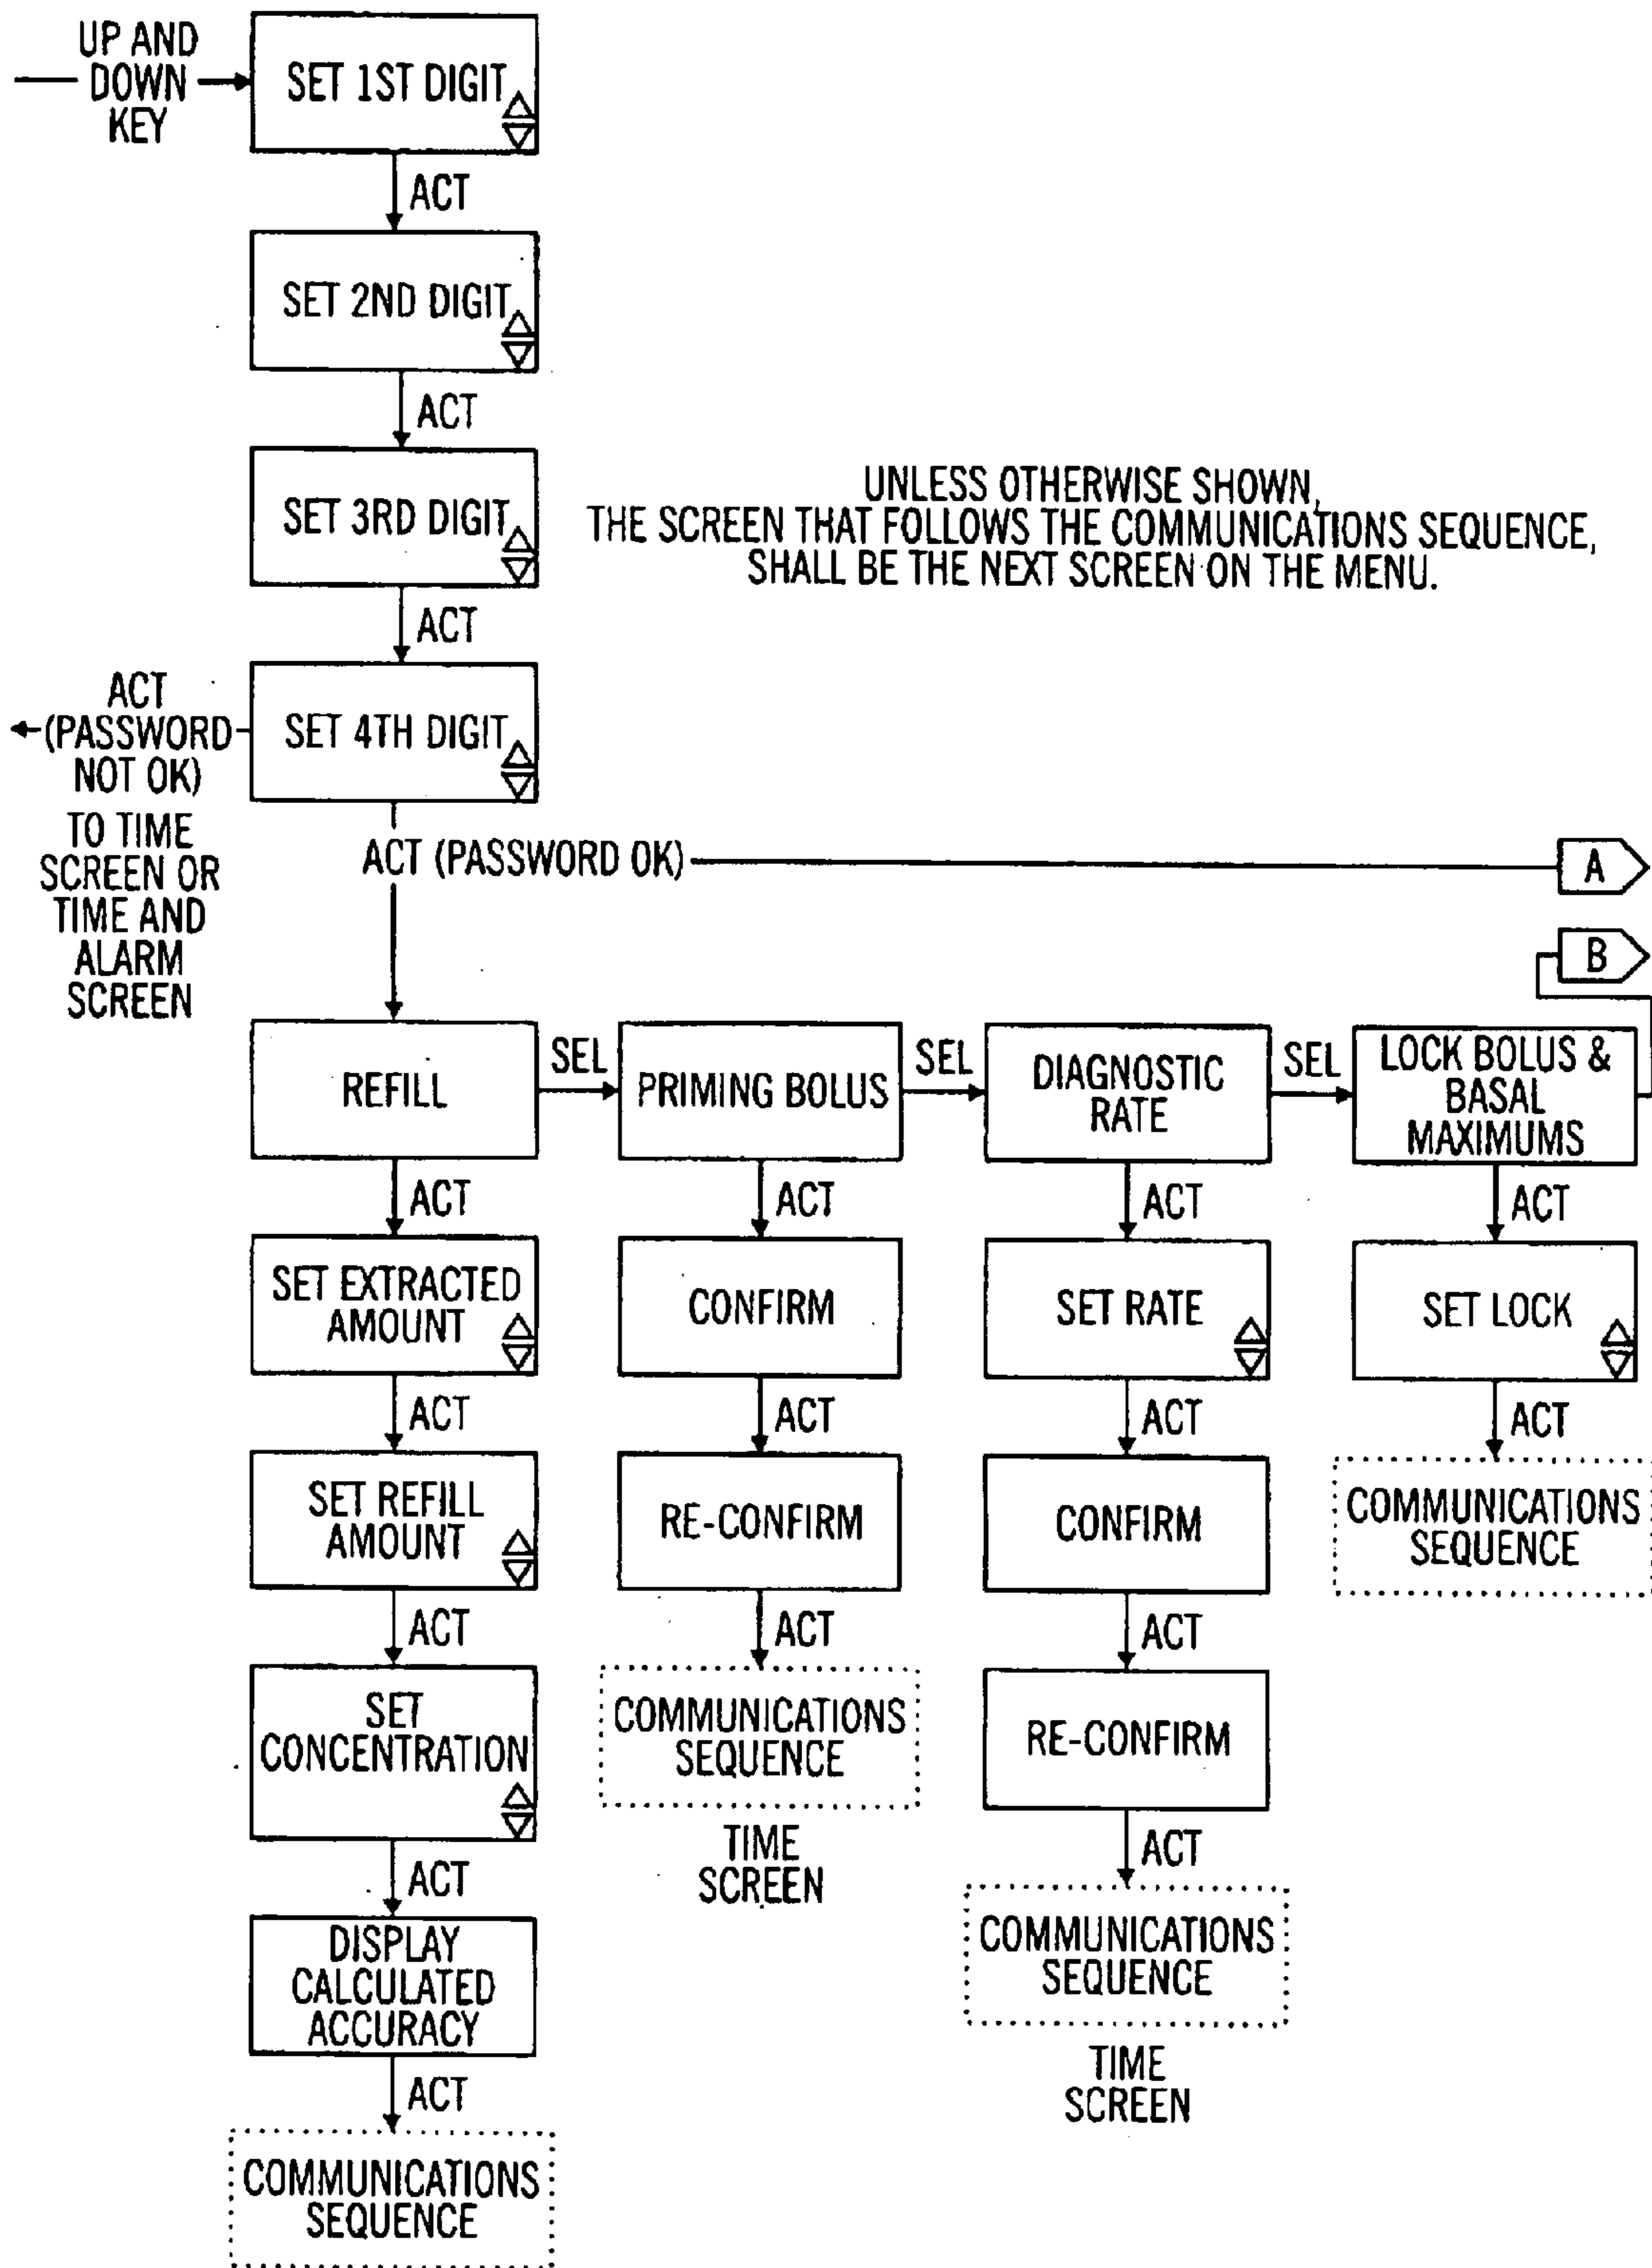 UP AND
DOWN
KEY
SET 1ST DIGIT
ACT
SET 2ND DIGIT
ACT
SET 3RD DIGIT
UNLESS OTHERWISE SHOWN,
THE SCREEN THAT FOLLOWS THE COMMUNICATIONS SEQUENCE,
SHALL BE THE NEXT SCREEN ON THE MENU.
ACT
SET 4TH DIGIT
ACT
(PASSWORD
NOT OK)
TO TIME
SCREEN OR
TIME AND
ALARM
SCREEN
ACT (PASSWORD OK)
A
B
REFILL
SEL
PRIMING BOLUS
SEL
DIAGNOSTIC
RATE
SEL
LOCK BOLUS &
BASAL
MAXIMUMS
ACT
SET EXTRACTED
AMOUNT
ACT
SET REFILL
AMOUNT
ACT
SET
CONCENTRATION
ACT
DISPLAY
CALCULATED
ACCURACY
ACT
COMMUNICATIONS
SEQUENCE
ACT
CONFIRM
ACT
RE-CONFIRM
ACT
COMMUNICATIONS
SEQUENCE
TIME
SCREEN
ACT
SET RATE
ACT
CONFIRM
ACT
RE-CONFIRM
ACT
COMMUNICATIONS
SEQUENCE
TIME
SCREEN
ACT
SET LOCK
ACT
COMMUNICATIONS
SEQUENCE